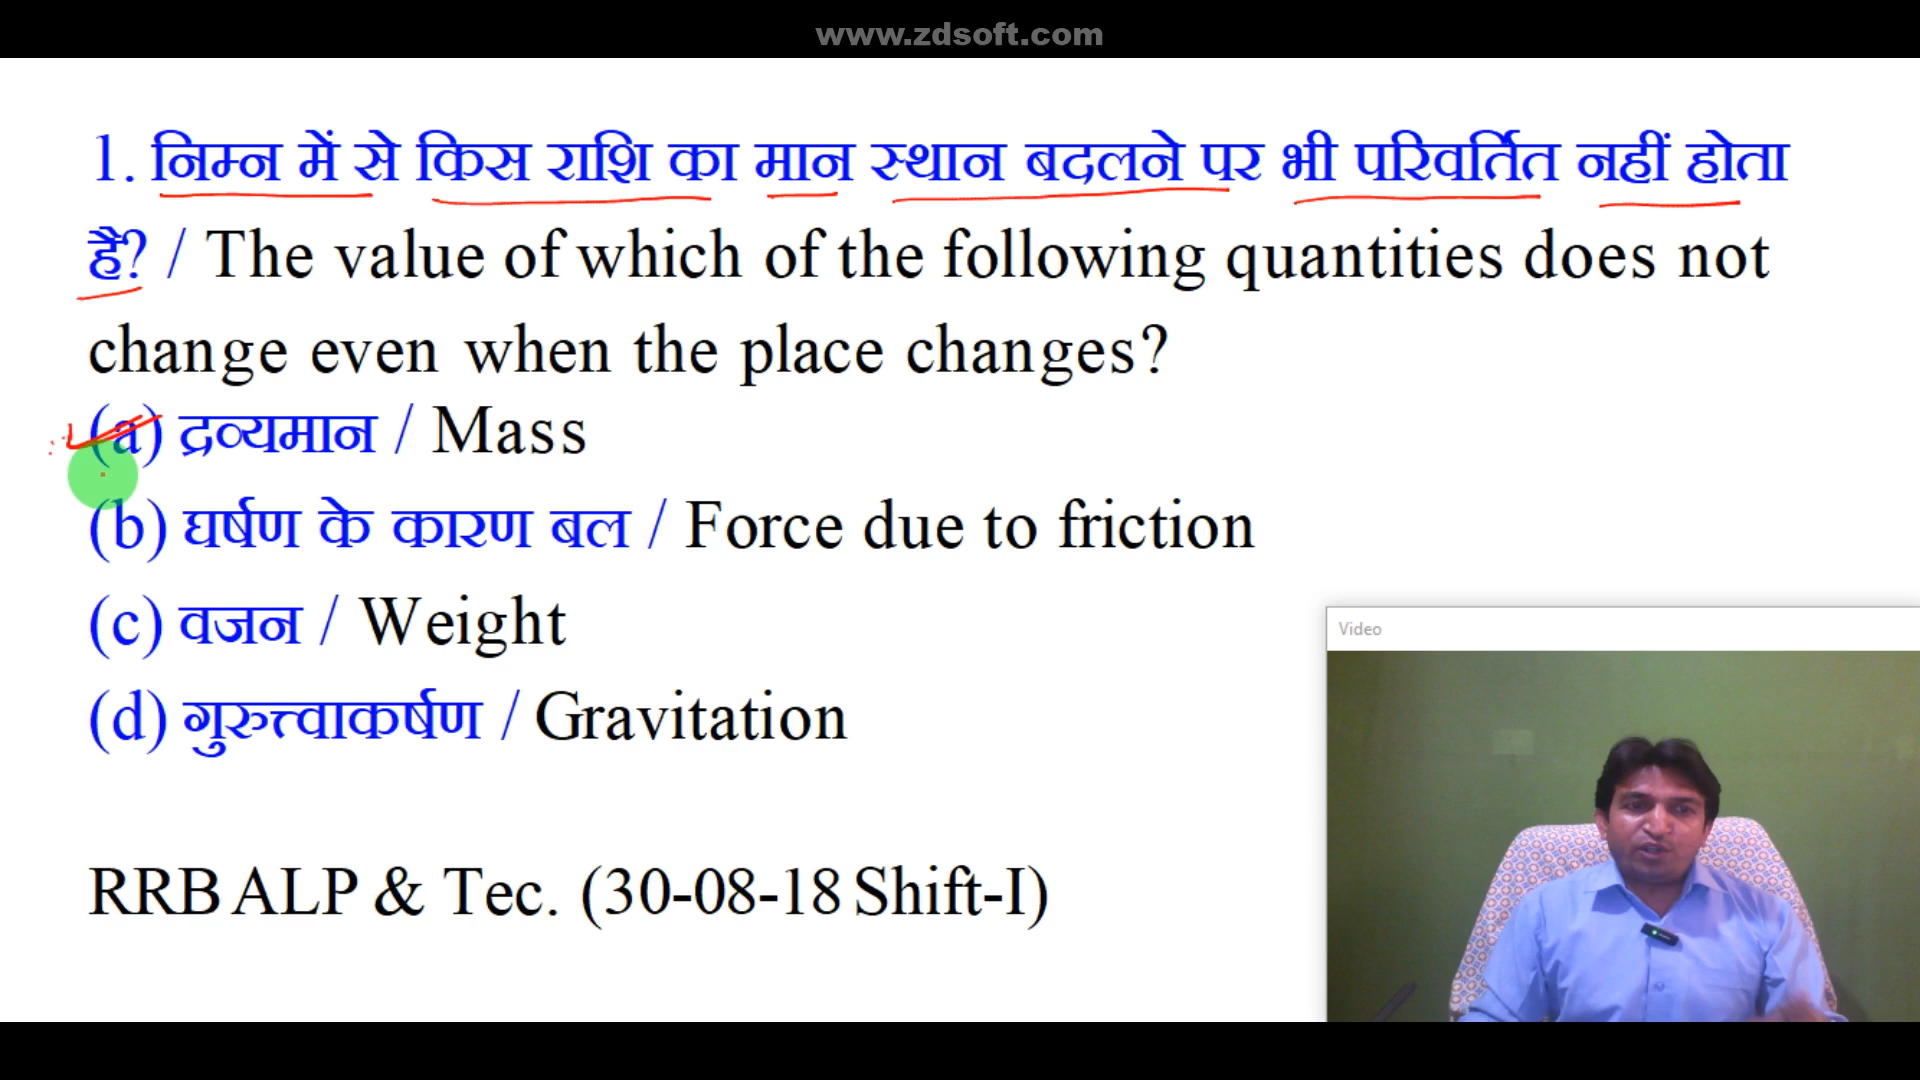 www.zdsoft.com
1. निम्न में से किस राशि का मान स्थान बदलने पर भी परिवर्तित नहीं होता
है? / The value of which of the following quantities does not
change even when the place changes?
(a) द्रव्यमान / Mass
(b) घर्षण के कारण बल / Force due to friction
(c) वजन / Weight
(d) गुरुत्त्वाकर्षण / Gravitation
Video
RRB ALP & Tec. (30-08-18 Shift-I)